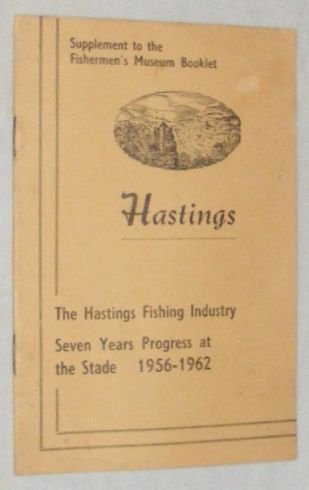 Supplement to the
Fishermen's Museum Booklet
Hastings
The Hastings Fishing Industry
Seven Years Progress at
the Stade 1956-1962